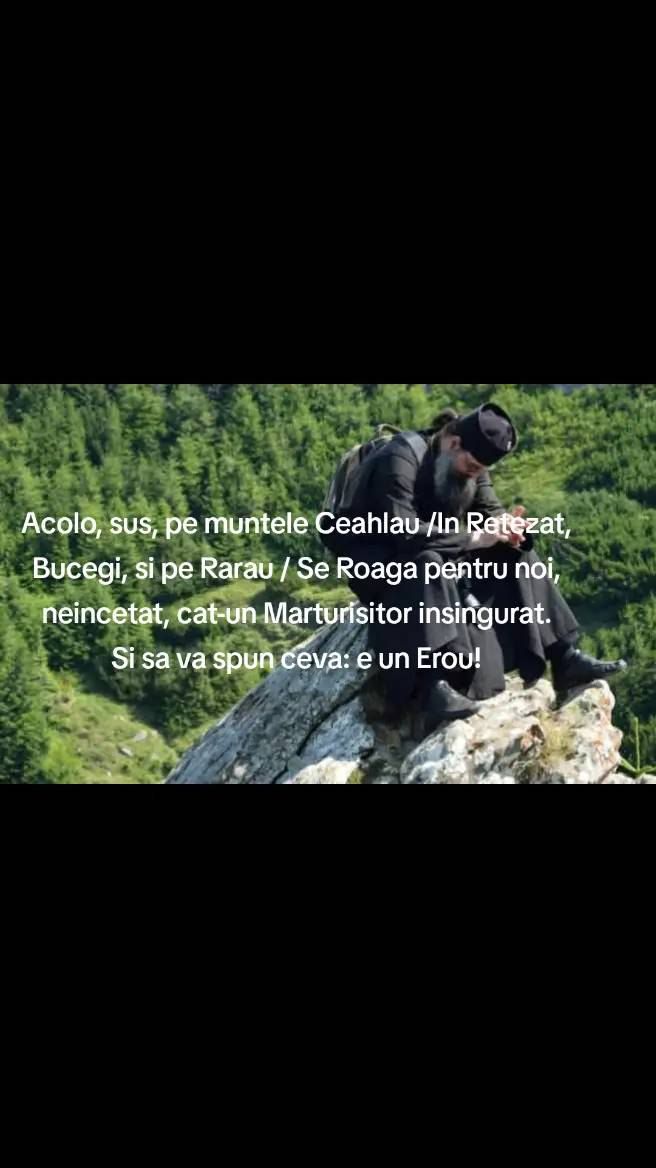 Acolo, sus, pe muntele Ceahlau /In Retezat,
Bucegi, si pe Rarau / Se Roaga pentru noi,
neincetat, cat-un Marturisitor insingurat.
Si sa va spun ceva: e un Erou!